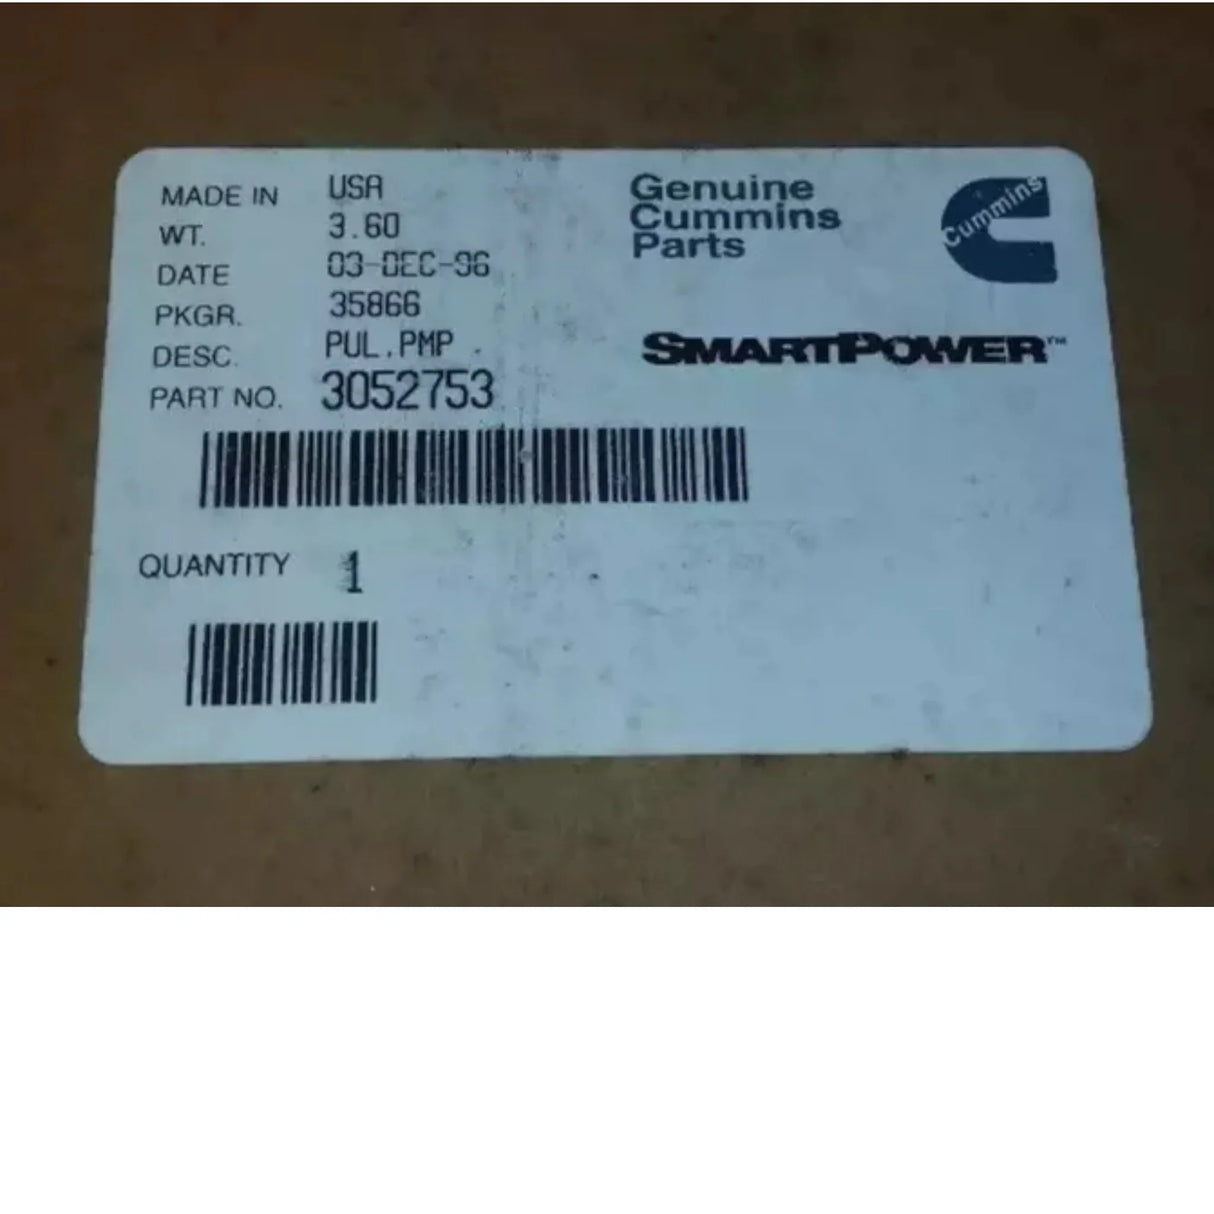 MADE IN USA
WT. 3.60
DATE 03-DEC-96
PKGR. 35866
DESC. PUL,PMP
PART NO. 3052753
QUANTITY 1
Genuine
Cummins
Parts
Cummins
SMARTPOWER™